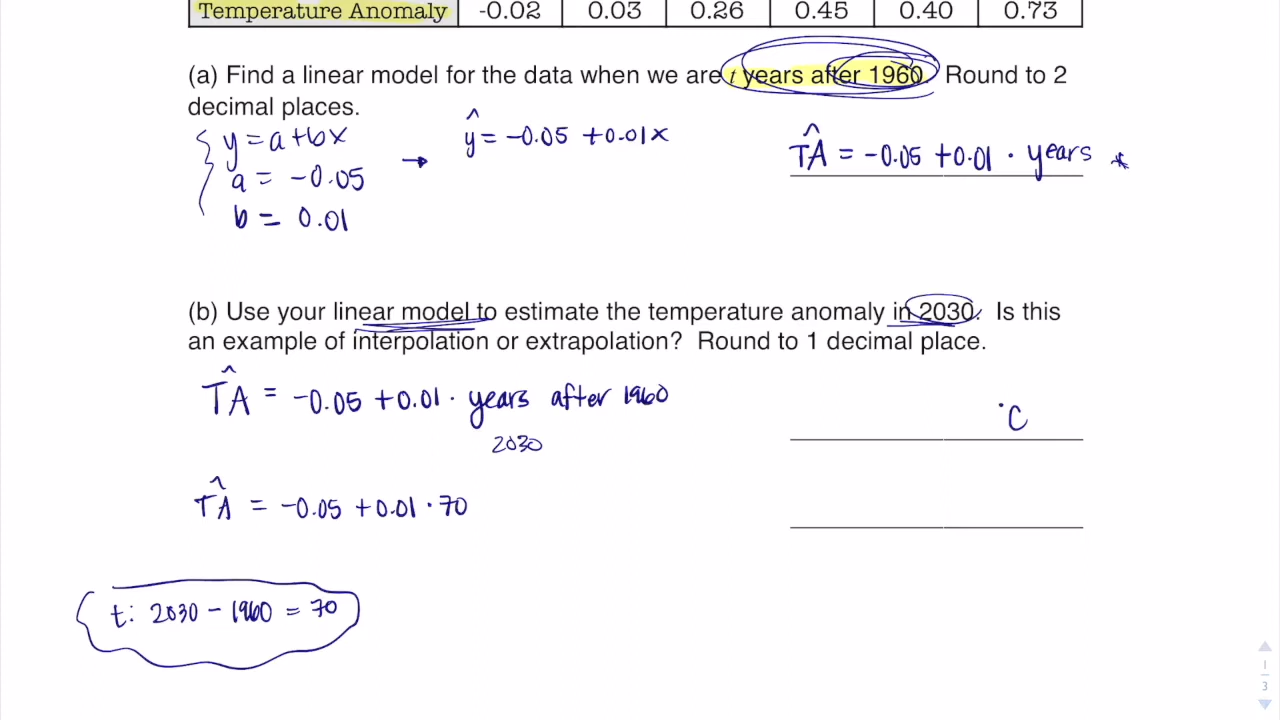 Temperature Anomaly -0.02 0.03 0.26 0.45 0.40 0.73
(a) Find a linear model for the data when we are t years after 1960. Round to 2
decimal places.
y = a + bx
a = -0.05
b = 0.01
→ ŷ = -0.05 + 0.01x
T̂A = -0.05 + 0.01 · years *
(b) Use your linear model to estimate the temperature anomaly in 2030. Is this
an example of interpolation or extrapolation? Round to 1 decimal place.
T̂A = -0.05 + 0.01 · years after 1960
2030
°C
T̂A = -0.05 + 0.01 · 70
t: 2030 - 1960 = 70
1
3